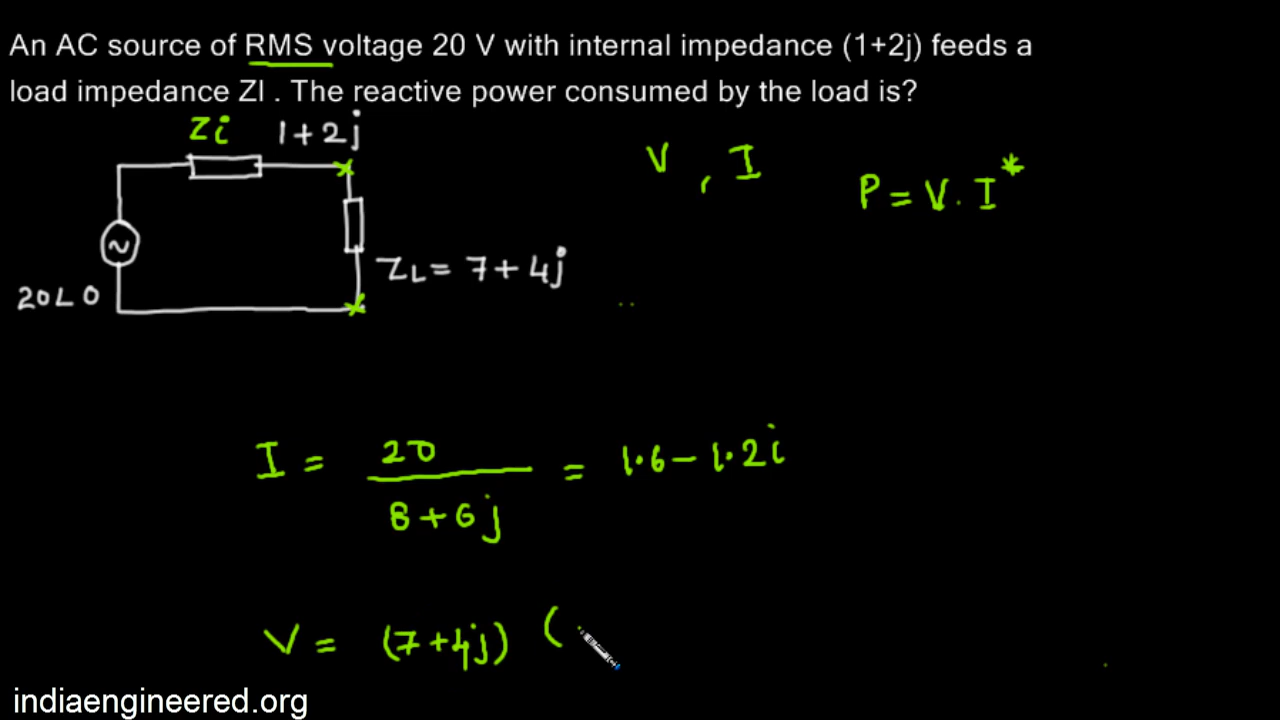 An AC source of RMS voltage 20 V with internal impedance (1+2j) feeds a
load impedance Zl . The reactive power consumed by the load is?
Zi 1+2j
V , I P = V . I*
ZL = 7+4j
20∠0
I = 20 / 8+6j = 1.6 - 1.2i
V = (7+4j) (
indiaengineered.org